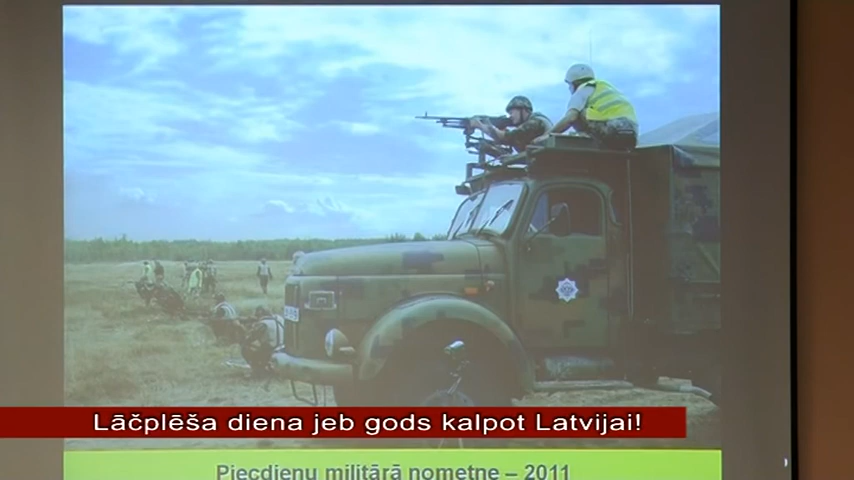 Lāčplēša diena jeb gods kalpot Latvijai!
Piecdienu militārā nometne – 2011